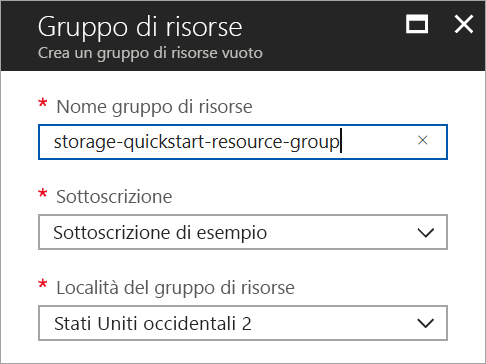 Gruppo di risorse
Crea un gruppo di risorse vuoto
* Nome gruppo di risorse
storage-quickstart-resource-group
* Sottoscrizione
Sottoscrizione di esempio
* Località del gruppo di risorse
Stati Uniti occidentali 2